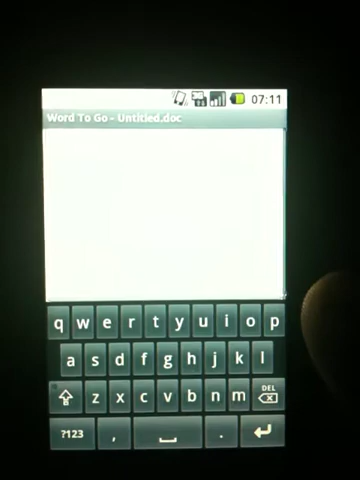 07:11
Word To Go - Untitled.doc
q w e r t y u i o p
a s d f g h j k l
DEL
z x c v b n m
?123 , .